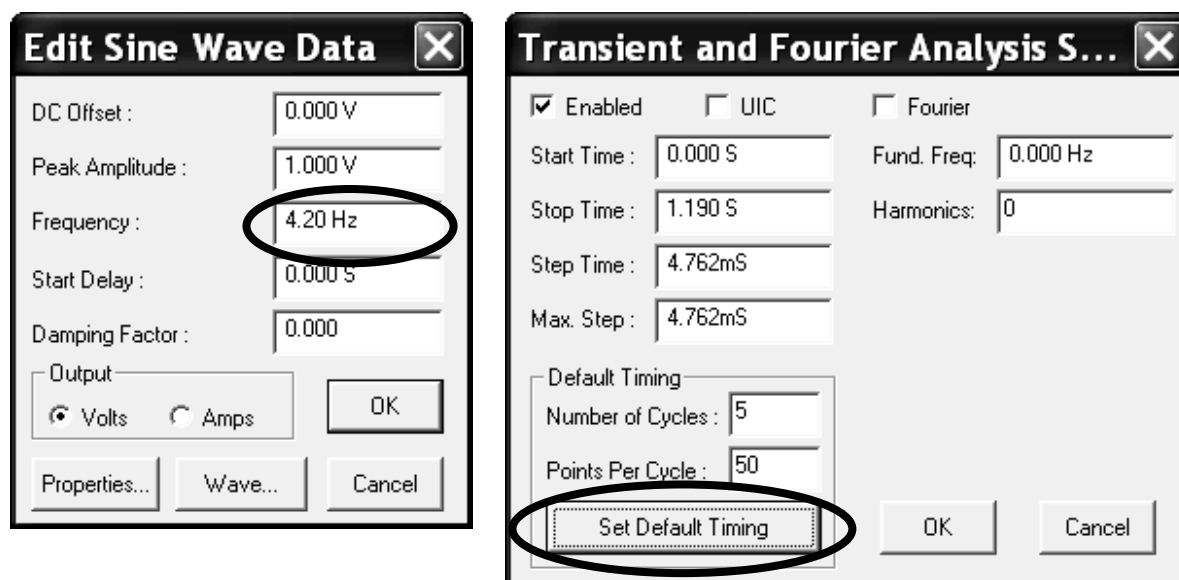 Edit Sine Wave Data
DC Offset : 0.000 V
Peak Amplitude : 1.000 V
Frequency : 4.20 Hz
Start Delay : 0.000 S
Damping Factor : 0.000
Output
Volts Amps
OK
Properties... Wave... Cancel
Transient and Fourier Analysis S...
Enabled UIC Fourier
Start Time : 0.000 S Fund. Freq: 0.000 Hz
Stop Time : 1.190 S Harmonics: 0
Step Time : 4.762mS
Max. Step : 4.762mS
Default Timing
Number of Cycles : 5
Points Per Cycle : 50
Set Default Timing OK Cancel